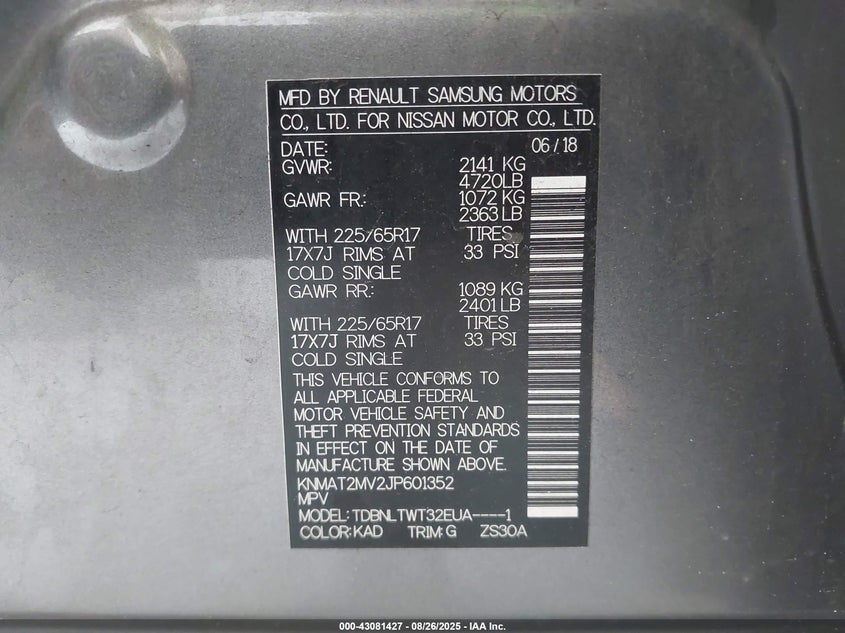 MFD BY RENAULT SAMSUNG MOTORS
CO., LTD. FOR NISSAN MOTOR CO., LTD.
DATE: 06 / 18
GVWR: 2141 KG
4720LB
GAWR FR: 1072 KG
2363 LB
WITH 225/65R17 TIRES
17X7J RIMS AT 33 PSI
COLD SINGLE
GAWR RR: 1089 KG
2401 LB
WITH 225/65R17 TIRES
17X7J RIMS AT 33 PSI
COLD SINGLE
THIS VEHICLE CONFORMS TO
ALL APPLICABLE FEDERAL
MOTOR VEHICLE SAFETY AND
THEFT PREVENTION STANDARDS
IN EFFECT ON THE DATE OF
MANUFACTURE SHOWN ABOVE.
KNMAT2MV2JP601352
MPV
MODEL: TDBNLTWT32EUA----1
COLOR: KAD TRIM: G ZS30A
000-43081427 - 08/26/2025 - IAA Inc.